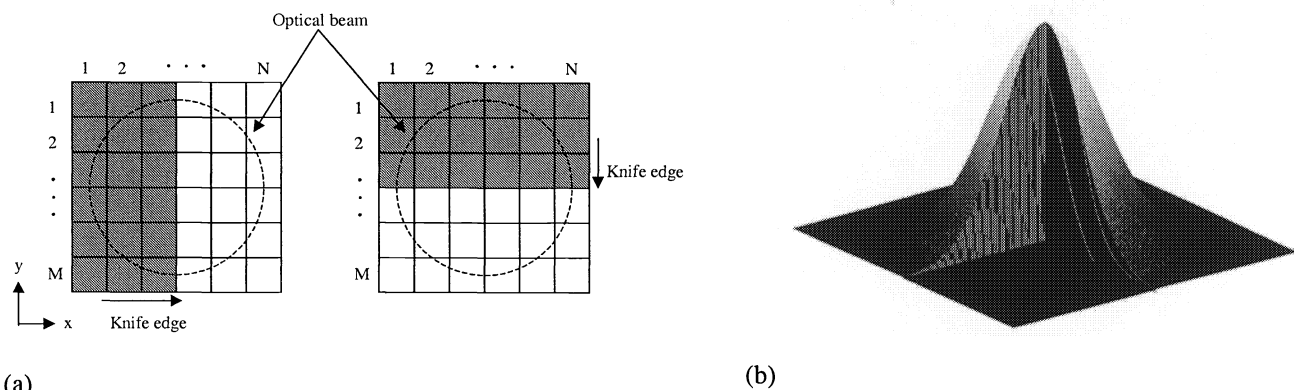 Optical beam
1 2 · · · N
1 2 · · · N
1
2
·
·
·
M
1
2
·
·
·
M
Knife edge
y
x
Knife edge
(a)
(b)